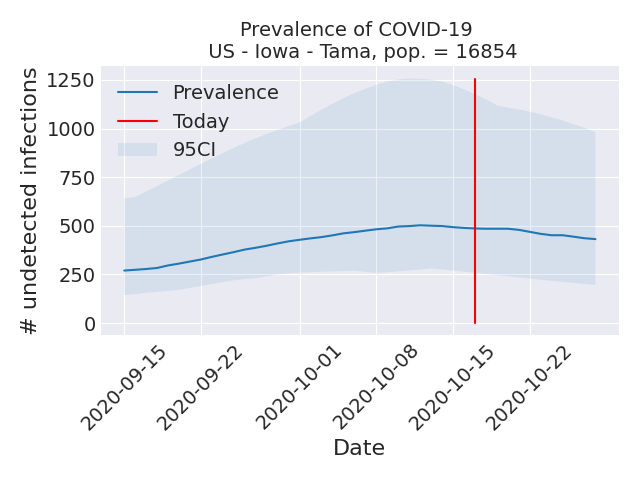 Prevalence of COVID-19
US - Iowa - Tama, pop. = 16854
# undetected infections
1250
1000
750
500
250
0
Prevalence
Today
95CI
2020-09-15
2020-09-22
2020-10-01
2020-10-08
2020-10-15
2020-10-22
Date